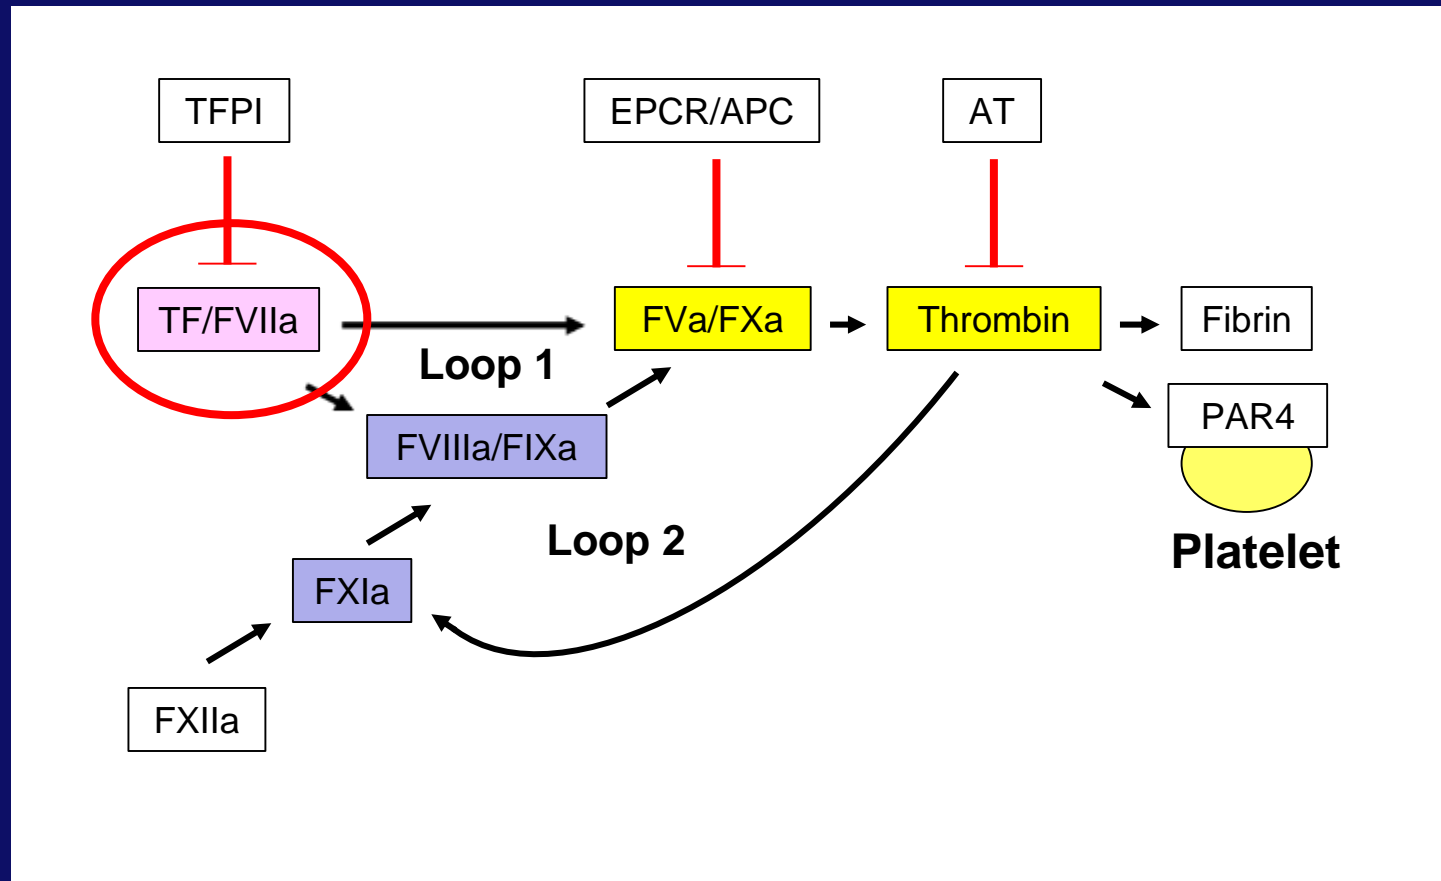 TFPI
EPCR/APC
AT
TF/FVIIa
FVa/FXa
Thrombin
Fibrin
Loop 1
PAR4
FVIIIa/FIXa
Loop 2
Platelet
FXIa
FXIIa